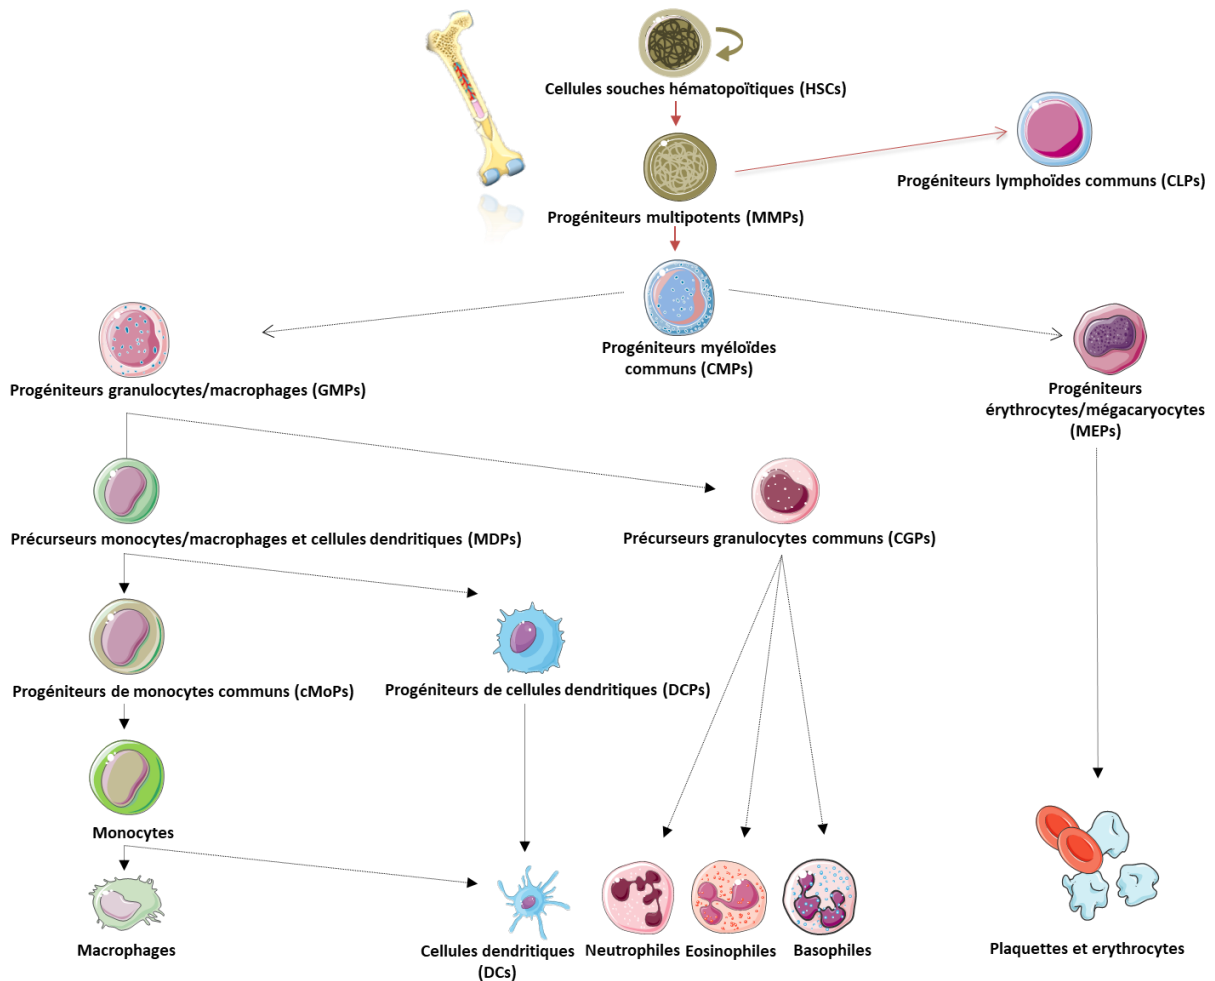 Cellules souches hématopoïtiques (HSCs)
Progéniteurs lymphoïdes communs (CLPs)
Progéniteurs multipotents (MMPs)
Progéniteurs myéloïdes
communs (CMPs)
Progéniteurs granulocytes/macrophages (GMPs)
Progéniteurs
érythrocytes/mégacaryocytes
(MEPs)
Précurseurs monocytes/macrophages et cellules dendritiques (MDPs)
Précurseurs granulocytes communs (CGPs)
Progéniteurs de monocytes communs (cMoPs)
Progéniteurs de cellules dendritiques (DCPs)
Monocytes
Macrophages
Cellules dendritiques
(DCs)
Neutrophiles
Eosinophiles
Basophiles
Plaquettes et erythrocytes